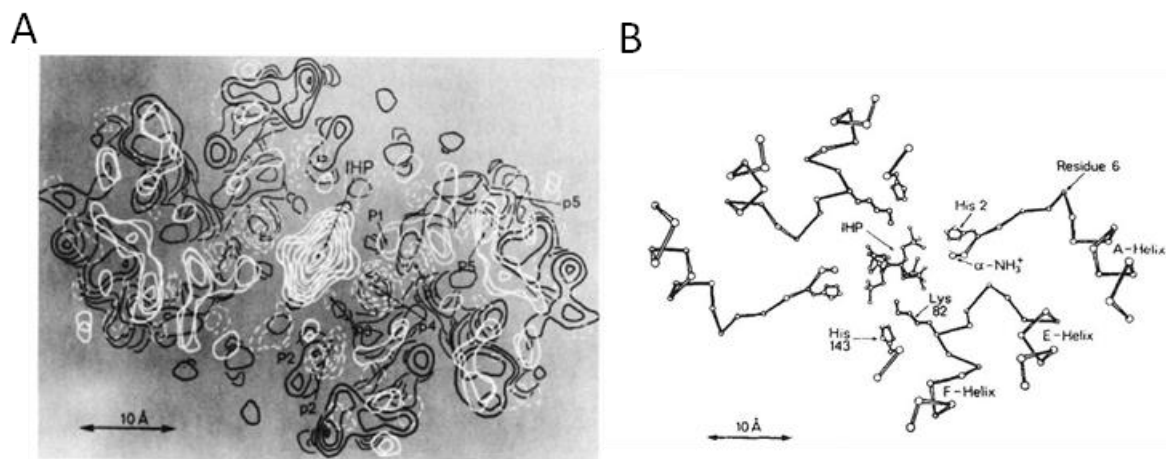 A
IHP
P1
p5
P5
P3
p4
P2
p2
10 Å
B
Residue 6
His 2
IHP
α-NH₃⁺
A-Helix
Lys
82
His
143
E-Helix
F-Helix
10 Å